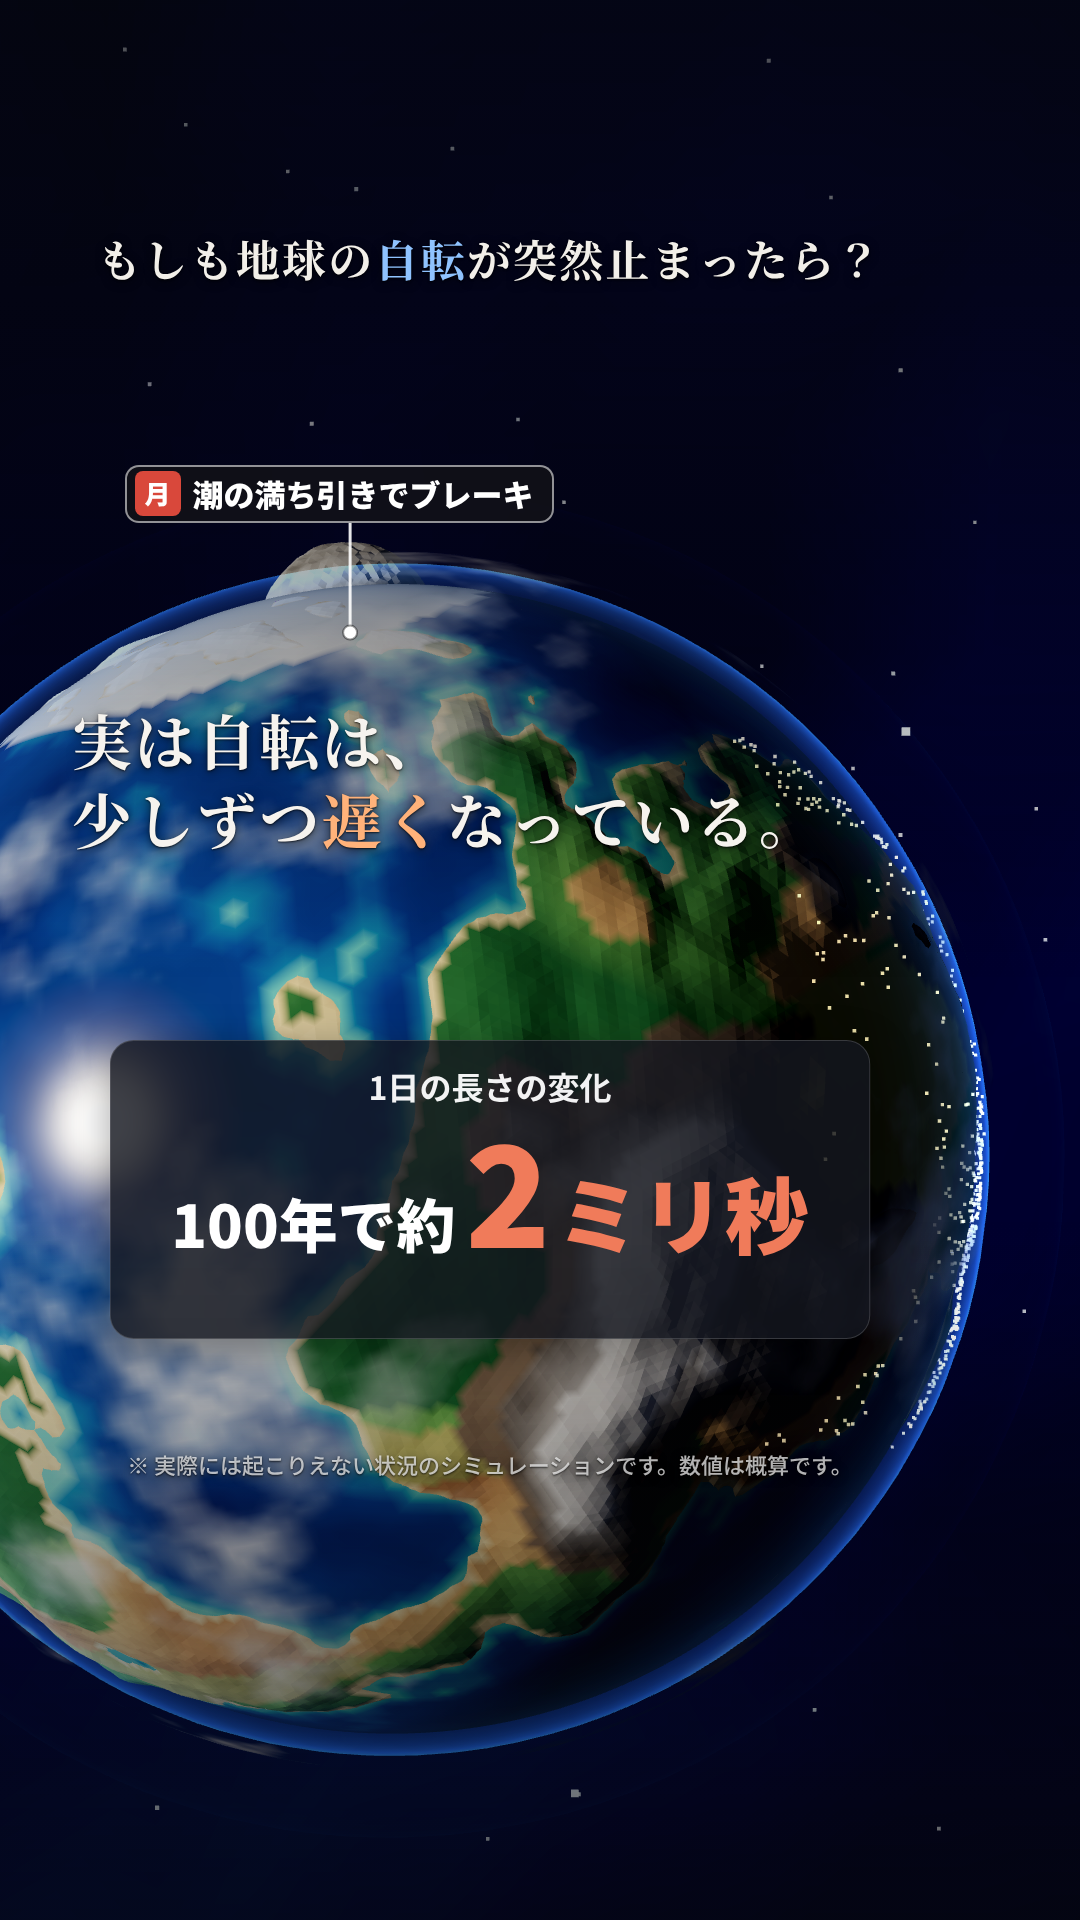 もしも地球の自転が突然止まったら？
月 潮の満ち引きでブレーキ
実は自転は、
少しずつ遅くなっている。
1日の長さの変化
100年で約2ミリ秒
※ 実際には起こりえない状況のシミュレーションです。数値は概算です。